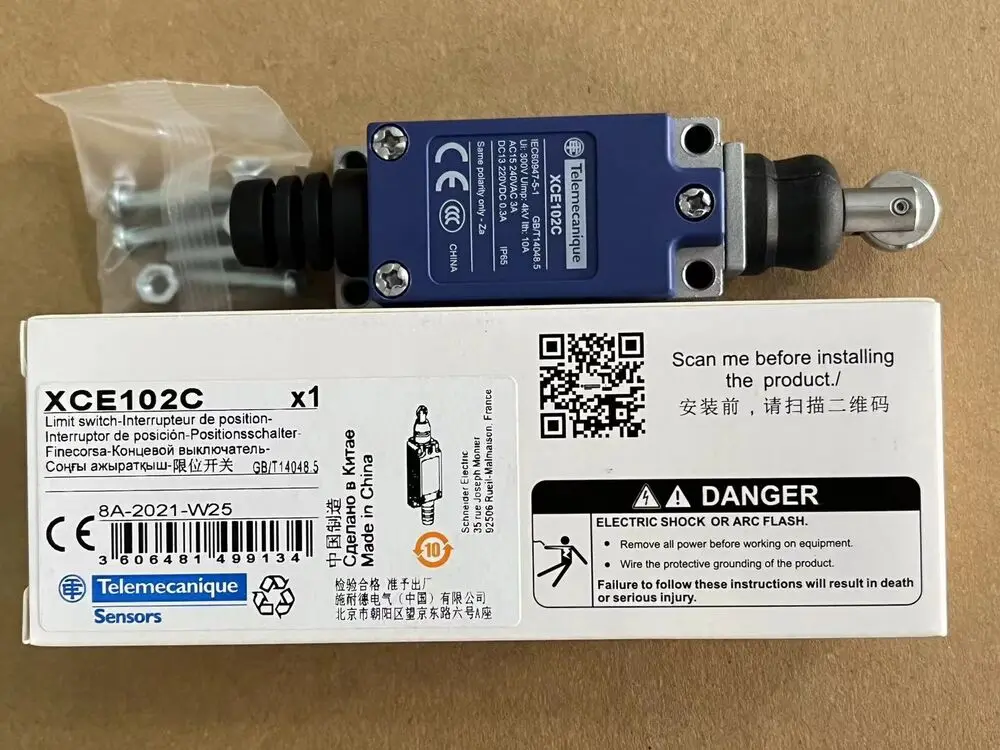 Telemecanique
XCE102C
IEC60947-5-1 GB/T14048.5
Ui: 300V Uimp: 4kV Ith: 10A
AC15 240VAC 3A
DC13 220VDC 0.3A IP65
Same polarity only - Za
CE CCC CHINA
XCE102C x1
Limit switch-Interrupteur de position-
Interruptor de posición-Positionsschalter-
Finecorsa-Концевой выключатель-
Соңғы ажыратқыш-限位开关 GB/T14048.5
8A-2021-W25
CE
3 606481 499134
Telemecanique
Sensors
中国制造
Сделано в Китае
Made in China
Schneider Electric
35 rue Joseph Monier
92506 Rueil-Malmaison, France
10
检验合格 准予出厂
施耐德电气（中国）有限公司
北京市朝阳区望京东路六号A座
Scan me before installing
the product./
安装前，请扫描二维码
DANGER
ELECTRIC SHOCK OR ARC FLASH.
• Remove all power before working on equipment.
• Wire the protective grounding of the product.
Failure to follow these instructions will result in death
or serious injury.